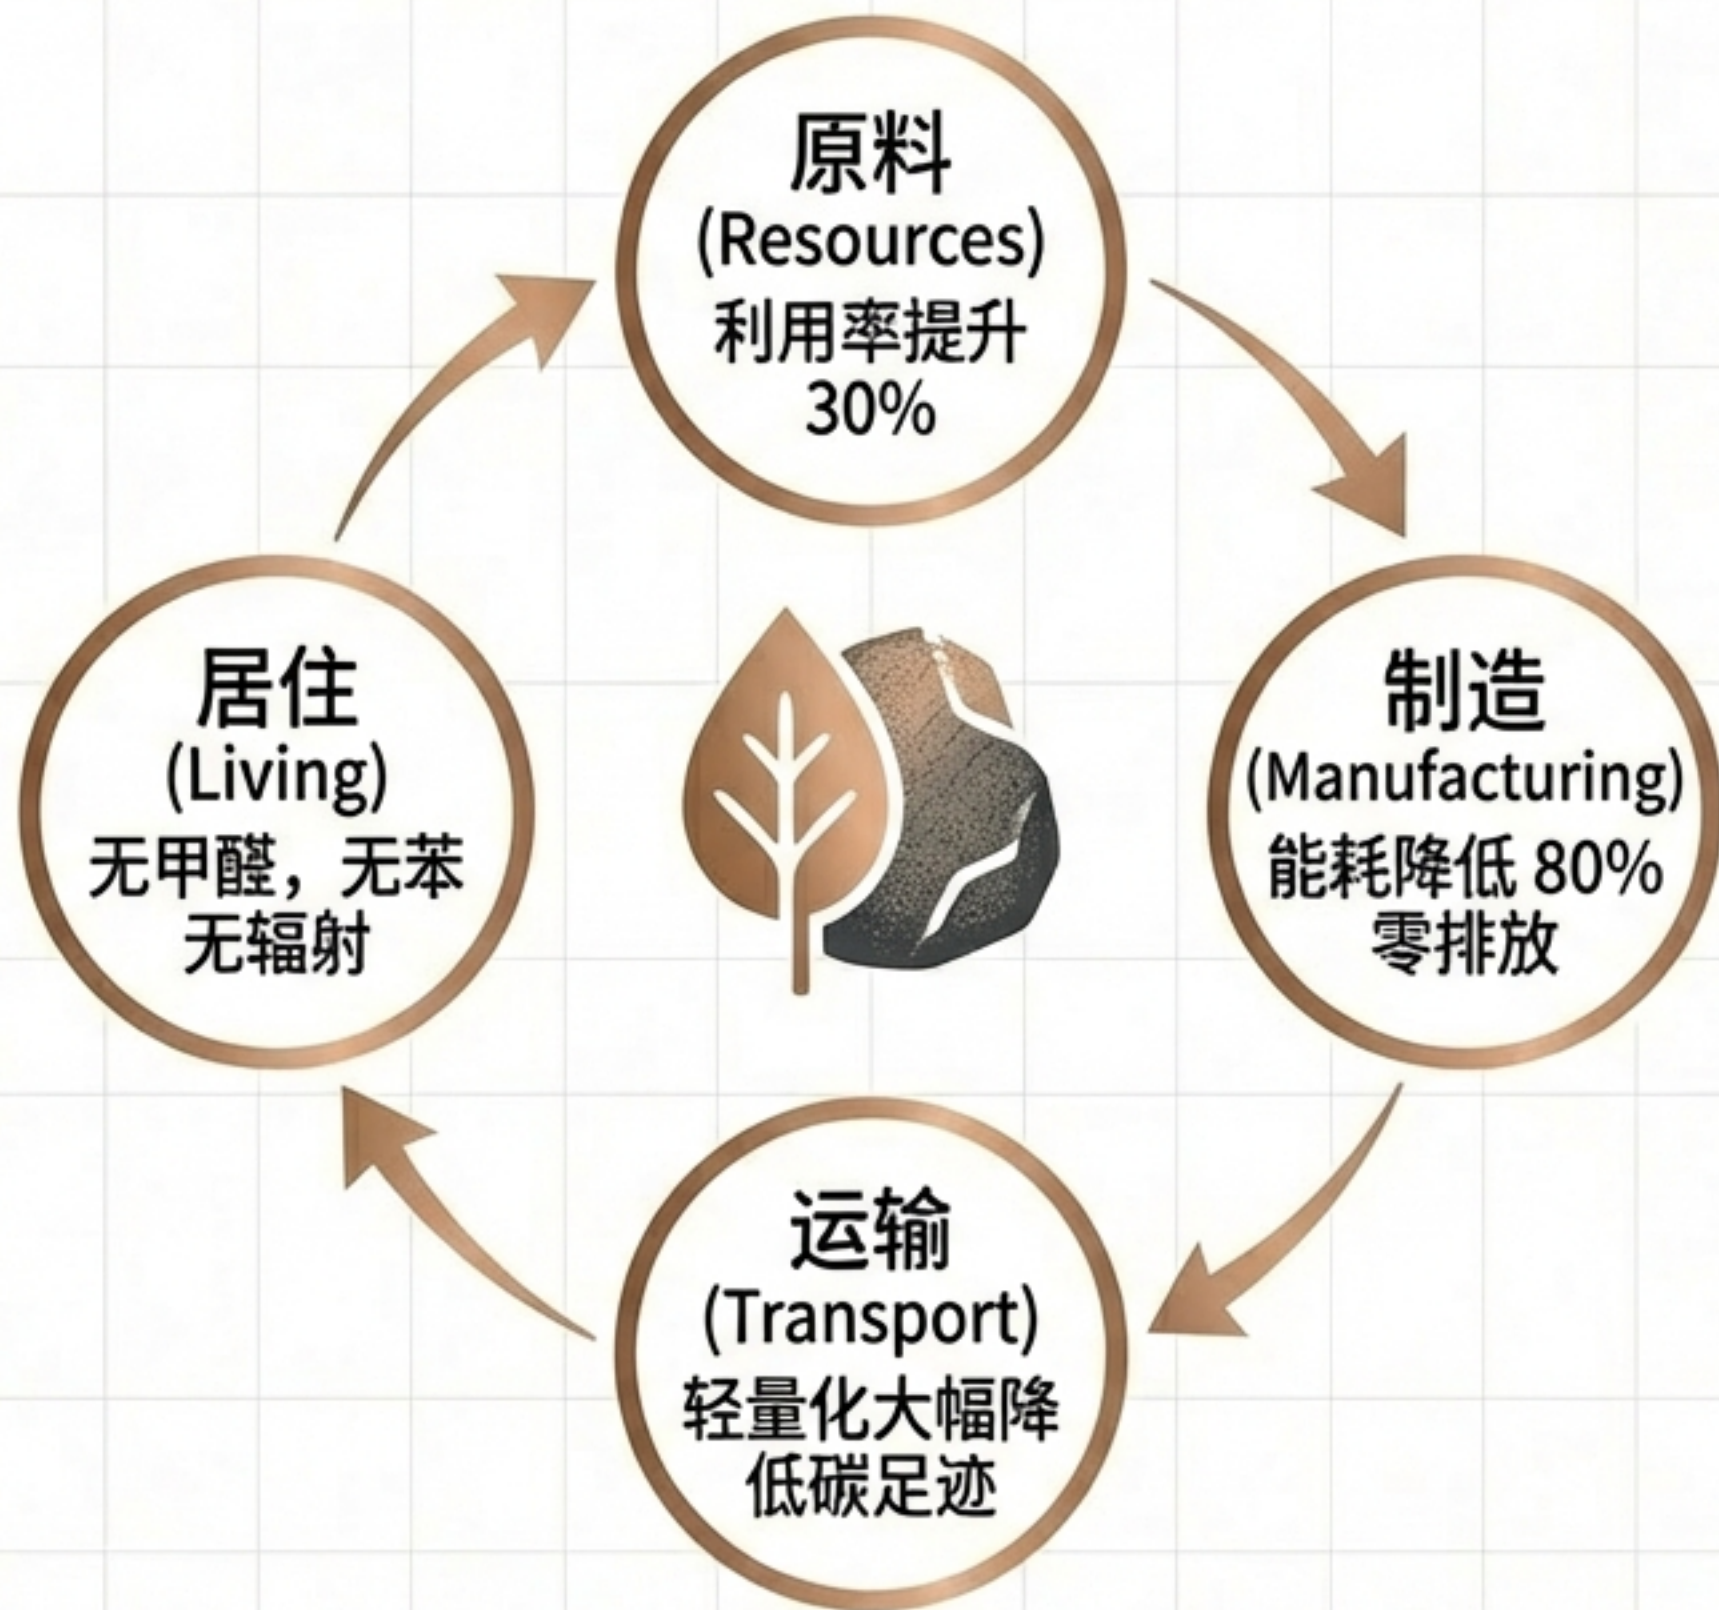 原料
(Resources)
利用率提升
30%
制造
(Manufacturing)
能耗降低 80%
零排放
运输
(Transport)
轻量化大幅降
低碳足迹
居住
(Living)
无甲醛，无苯
无辐射